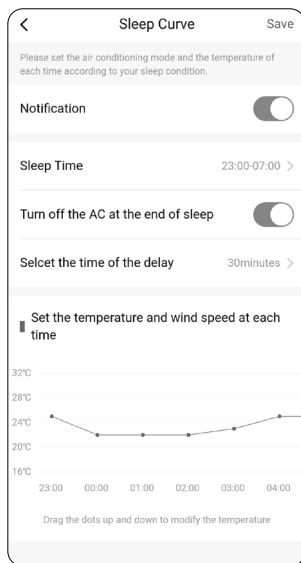 Sleep Curve Save
Please set the air conditioning mode and the temperature of
each time according to your sleep condition.
Notification
Sleep Time 23:00-07:00
Turn off the AC at the end of sleep
Selcet the time of the delay 30minutes
Set the temperature and wind speed at each
time
32℃
28℃
24℃
20℃
16℃
23:00 00:00 01:00 02:00 03:00 04:00
Drag the dots up and down to modify the temperature